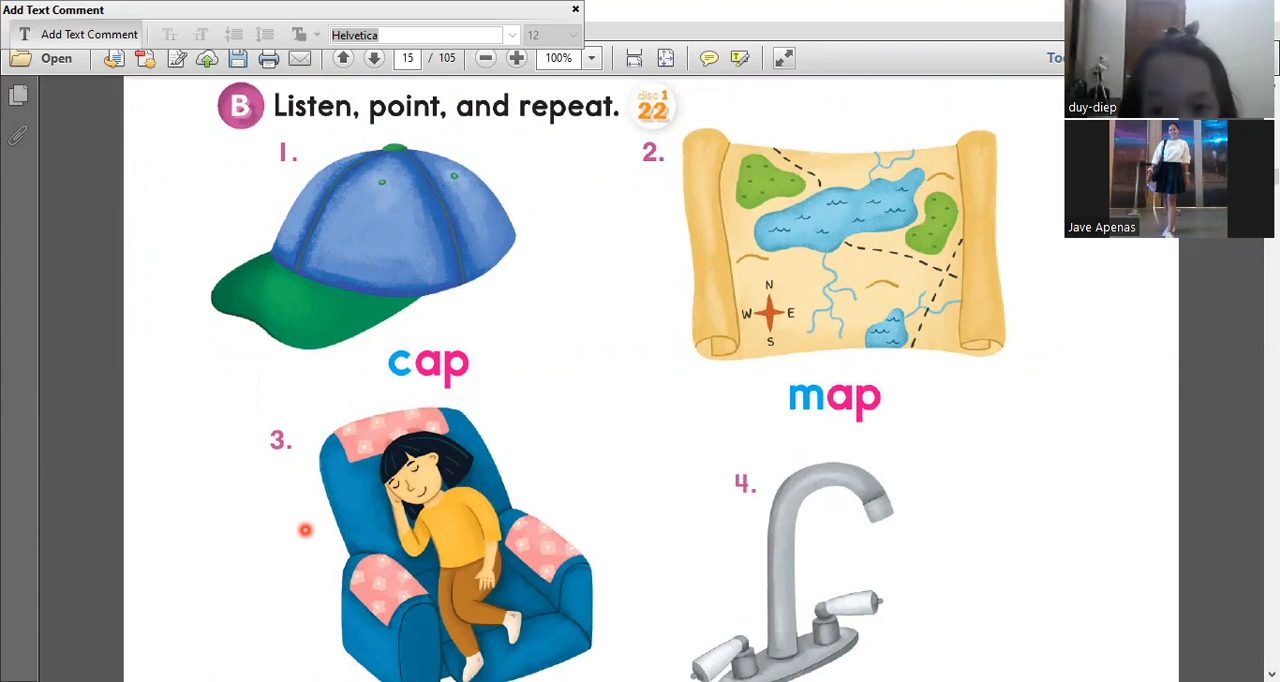 Add Text Comment
Add Text Comment
Helvetica
12
Open
15 / 105
100%
Too
B Listen, point, and repeat. disc 1 22
1.
2.
N
W E
S
cap
map
3.
4.
duy-diep
Jave Apenas